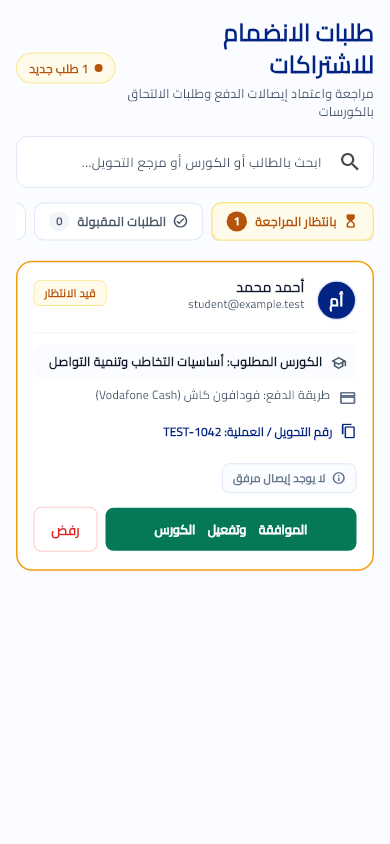 طلبات الانضمام
للاشتراكات
1 طلب جديد
مراجعة واعتماد إيصالات الدفع وطلبات الالتحاق
بالكورسات
ابحث بالطالب أو الكورس أو مرجع التحويل...
بانتظار المراجعة 1
الطلبات المقبولة 0
أم
أحمد محمد
student@example.test
قيد الانتظار
الكورس المطلوب: أساسيات التخاطب وتنمية التواصل
طريقة الدفع: فودافون كاش (Vodafone Cash)
رقم التحويل / العملية: TEST-1042
لا يوجد إيصال مرفق
الموافقة وتفعيل الكورس
رفض